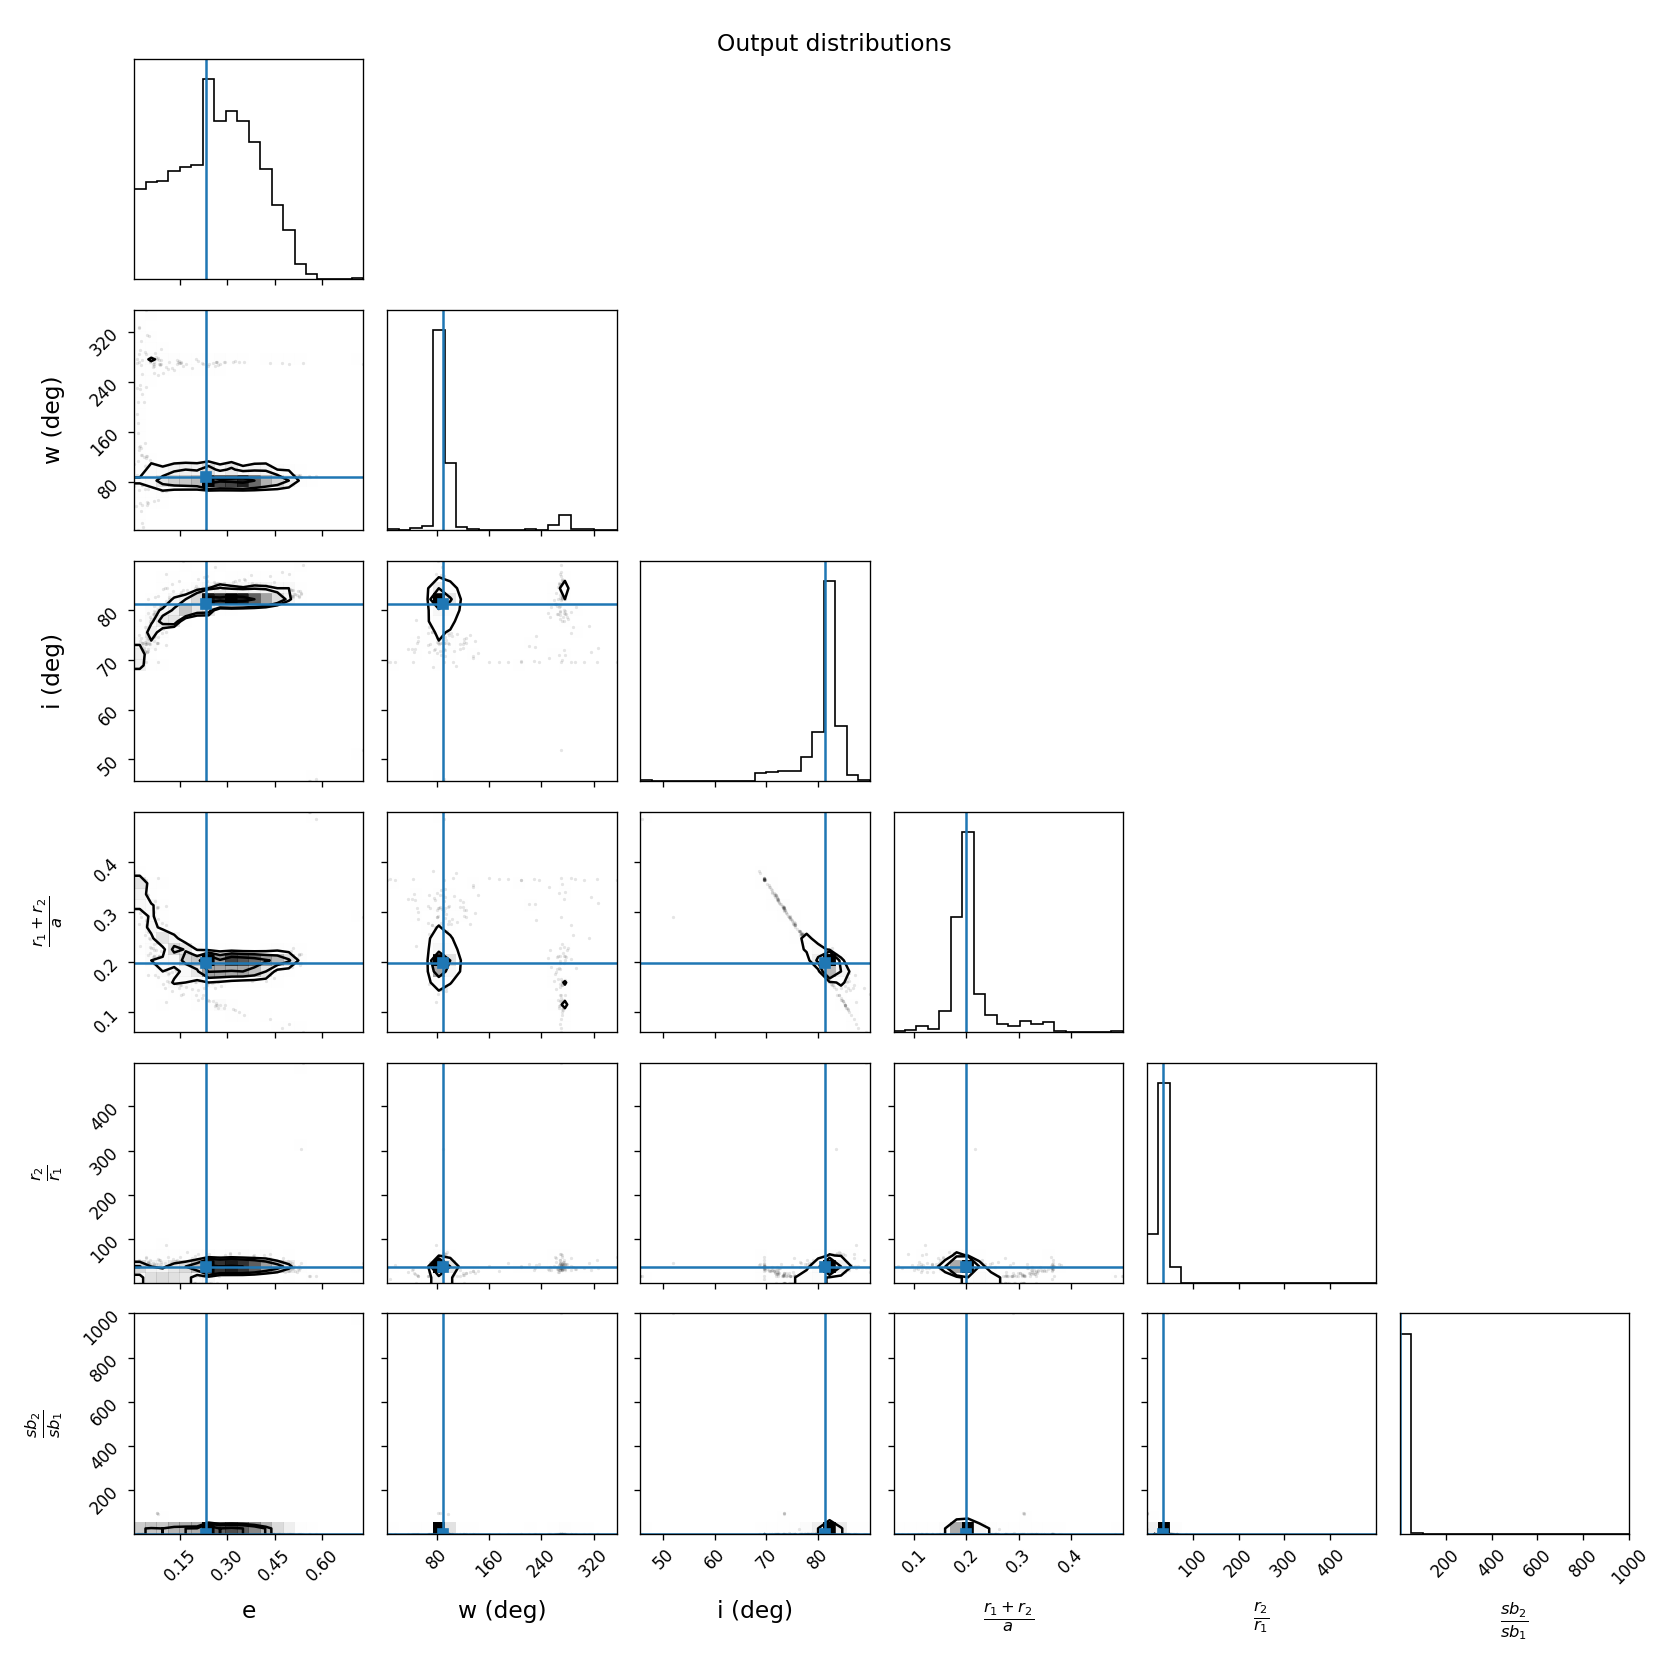 Output distributions
w (deg)
320
240
160
80
i (deg)
80
70
60
50
r₁ + r₂
a
0.4
0.3
0.2
0.1
r₂
r₁
400
300
200
100
sb₂
sb₁
1000
800
600
400
200
0.15 0.30 0.45 0.60
80 160 240 320
50 60 70 80
0.1 0.2 0.3 0.4
100 200 300 400
200 400 600 800 1000
e
w (deg)
i (deg)
r₁ + r₂
a
r₂
r₁
sb₂
sb₁